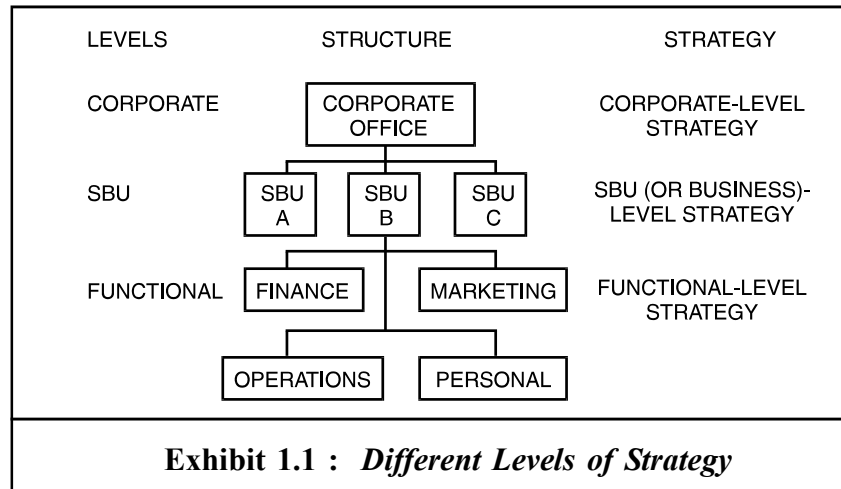 LEVELS STRUCTURE STRATEGY
CORPORATE CORPORATE OFFICE CORPORATE-LEVEL STRATEGY
SBU SBU A SBU B SBU C SBU (OR BUSINESS)-LEVEL STRATEGY
FUNCTIONAL FINANCE MARKETING FUNCTIONAL-LEVEL STRATEGY
OPERATIONS PERSONAL
Exhibit 1.1 : Different Levels of Strategy